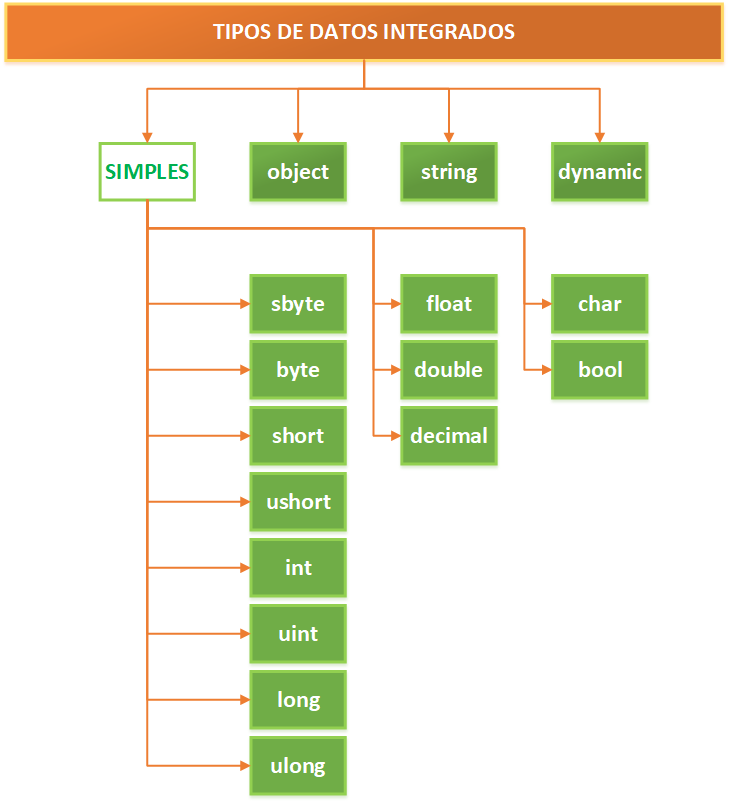 TIPOS DE DATOS INTEGRADOS
SIMPLES
object
string
dynamic
sbyte
float
char
byte
double
bool
short
decimal
ushort
int
uint
long
ulong